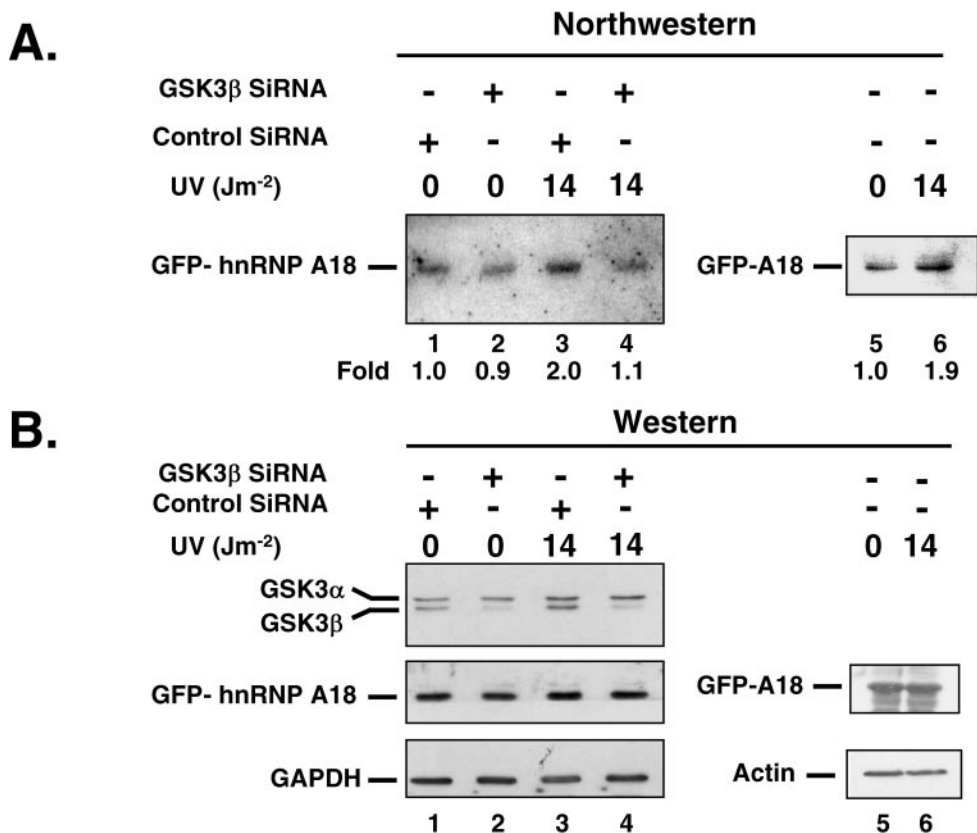 A.
Northwestern
GSK3β SiRNA - + - + - -
Control SiRNA + - + - - -
UV (Jm⁻²) 0 0 14 14 0 14
GFP- hnRNP A18 GFP-A18
1 2 3 4 5 6
Fold 1.0 0.9 2.0 1.1 1.0 1.9
B.
Western
GSK3β SiRNA - + - + - -
Control SiRNA + - + - - -
UV (Jm⁻²) 0 0 14 14 0 14
GSK3α
GSK3β
GFP- hnRNP A18 GFP-A18
GAPDH Actin
1 2 3 4 5 6